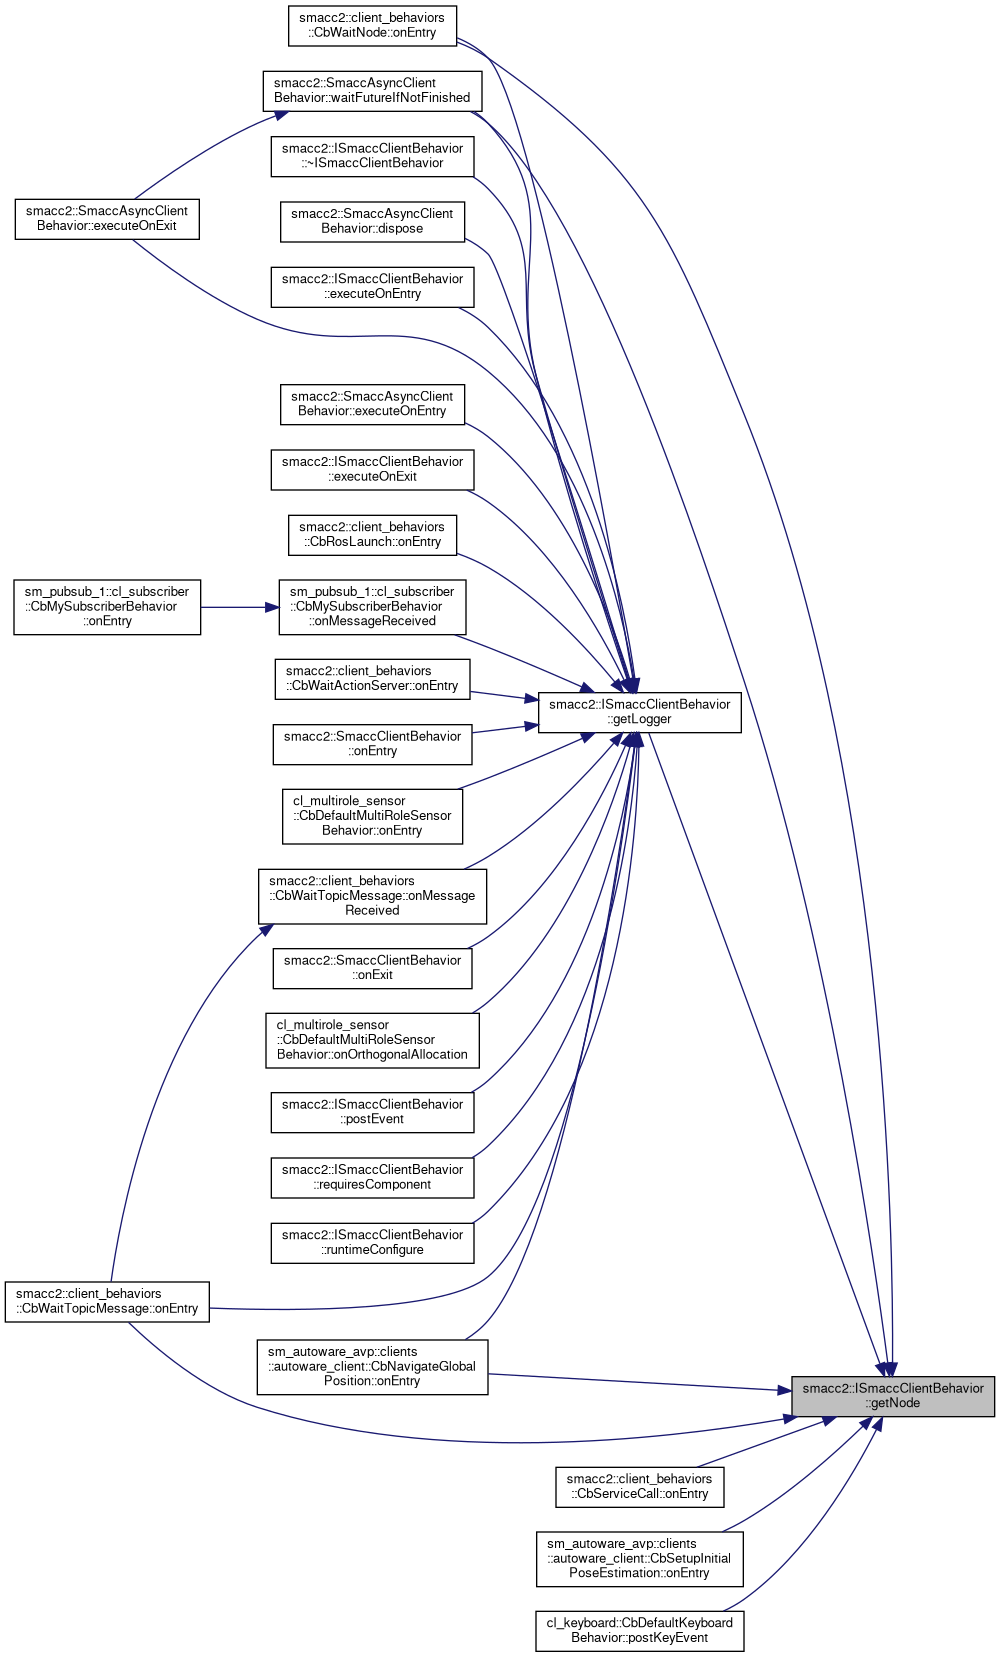 smacc2::client_behaviors
::CbWaitNode::onEntry
smacc2::SmaccAsyncClient
Behavior::waitFutureIfNotFinished
smacc2::ISmaccClientBehavior
::~ISmaccClientBehavior
smacc2::SmaccAsyncClient
Behavior::executeOnExit
smacc2::SmaccAsyncClient
Behavior::dispose
smacc2::ISmaccClientBehavior
::executeOnEntry
smacc2::SmaccAsyncClient
Behavior::executeOnEntry
smacc2::ISmaccClientBehavior
::executeOnExit
smacc2::client_behaviors
::CbRosLaunch::onEntry
sm_pubsub_1::cl_subscriber
::CbMySubscriberBehavior
::onEntry
sm_pubsub_1::cl_subscriber
::CbMySubscriberBehavior
::onMessageReceived
smacc2::client_behaviors
::CbWaitActionServer::onEntry
smacc2::ISmaccClientBehavior
::getLogger
smacc2::SmaccClientBehavior
::onEntry
cl_multirole_sensor
::CbDefaultMultiRoleSensor
Behavior::onEntry
smacc2::client_behaviors
::CbWaitTopicMessage::onMessage
Received
smacc2::SmaccClientBehavior
::onExit
cl_multirole_sensor
::CbDefaultMultiRoleSensor
Behavior::onOrthogonalAllocation
smacc2::ISmaccClientBehavior
::postEvent
smacc2::ISmaccClientBehavior
::requiresComponent
smacc2::ISmaccClientBehavior
::runtimeConfigure
smacc2::client_behaviors
::CbWaitTopicMessage::onEntry
sm_autoware_avp::clients
::autoware_client::CbNavigateGlobal
Position::onEntry
smacc2::ISmaccClientBehavior
::getNode
smacc2::client_behaviors
::CbServiceCall::onEntry
sm_autoware_avp::clients
::autoware_client::CbSetupInitial
PoseEstimation::onEntry
cl_keyboard::CbDefaultKeyboard
Behavior::postKeyEvent